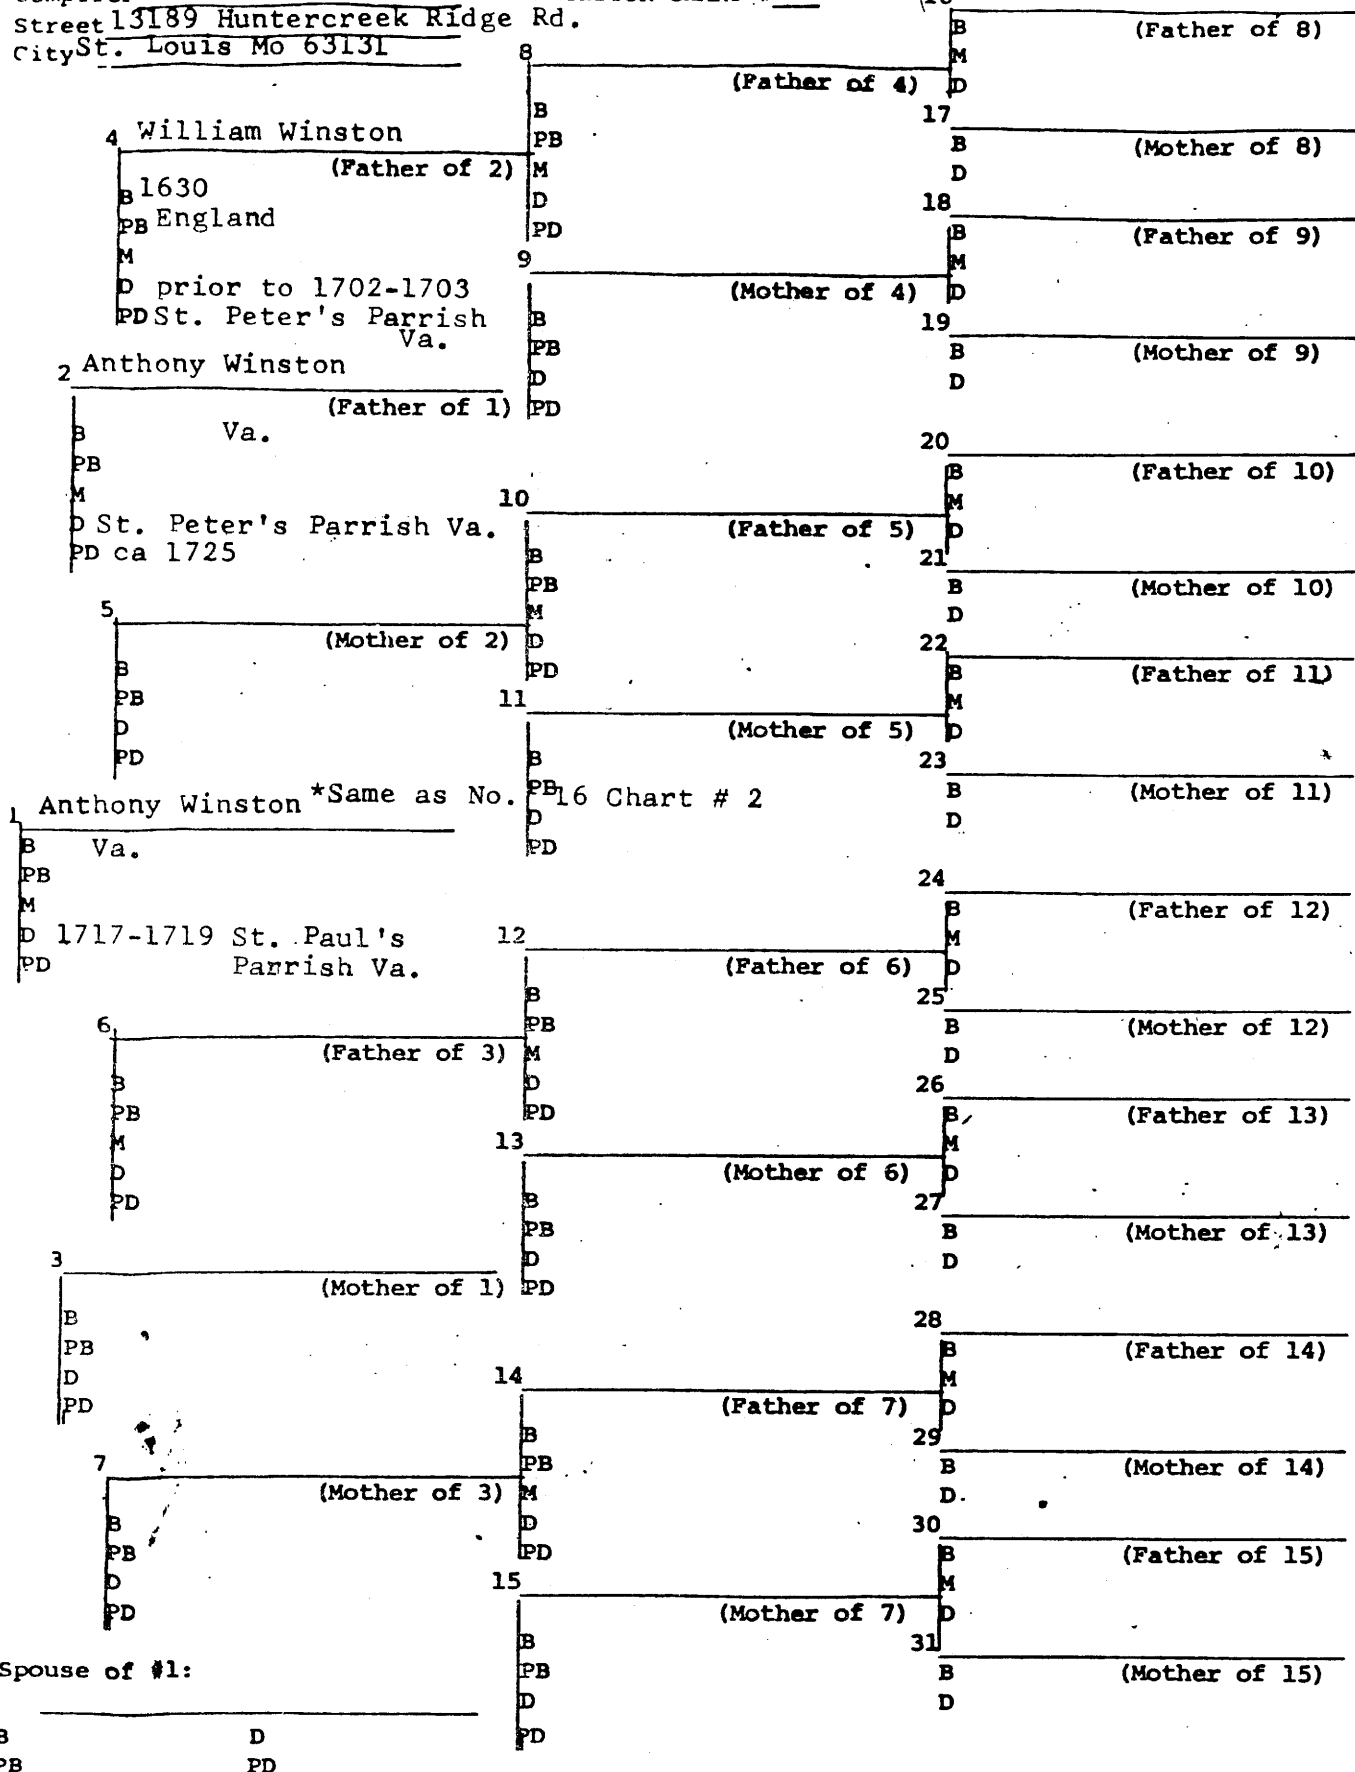 Street 13189 Huntercreek Ridge Rd.
City St. Louis Mo 63131
16
B (Father of 8)
M
D
8
(Father of 4)
B
PB
M
D
PD
17
B (Mother of 8)
D
4 William Winston
(Father of 2)
B 1630
PB England
M
D prior to 1702-1703
PD St. Peter's Parrish
Va.
18
B (Father of 9)
M
D
9
(Mother of 4)
B
PB
D
PD
19
B (Mother of 9)
D
2 Anthony Winston
(Father of 1)
B Va.
PB
M
D St. Peter's Parrish Va.
PD ca 1725
20
B (Father of 10)
M
D
10
(Father of 5)
B
PB
M
D
PD
21
B (Mother of 10)
D
5
(Mother of 2)
B
PB
D
PD
22
B (Father of 11)
M
D
11
(Mother of 5)
B
PB
D
PD
23
B (Mother of 11)
D
1 Anthony Winston *Same as No. 16 Chart # 2
B Va.
PB
M
D 1717-1719 St. Paul's
PD Parrish Va.
24
B (Father of 12)
M
D
12
(Father of 6)
B
PB
M
D
PD
25
B (Mother of 12)
D
6
(Father of 3)
B
PB
M
D
PD
26
B (Father of 13)
M
D
13
(Mother of 6)
B
PB
D
PD
27
B (Mother of 13)
D
3
(Mother of 1)
B
PB
D
PD
28
B (Father of 14)
M
D
14
(Father of 7)
B
PB
M
D
PD
29
B (Mother of 14)
D
7
(Mother of 3)
B
PB
D
PD
30
B (Father of 15)
M
D
15
(Mother of 7)
B
PB
D
PD
31
B (Mother of 15)
D
Spouse of #1:
B D
PB PD